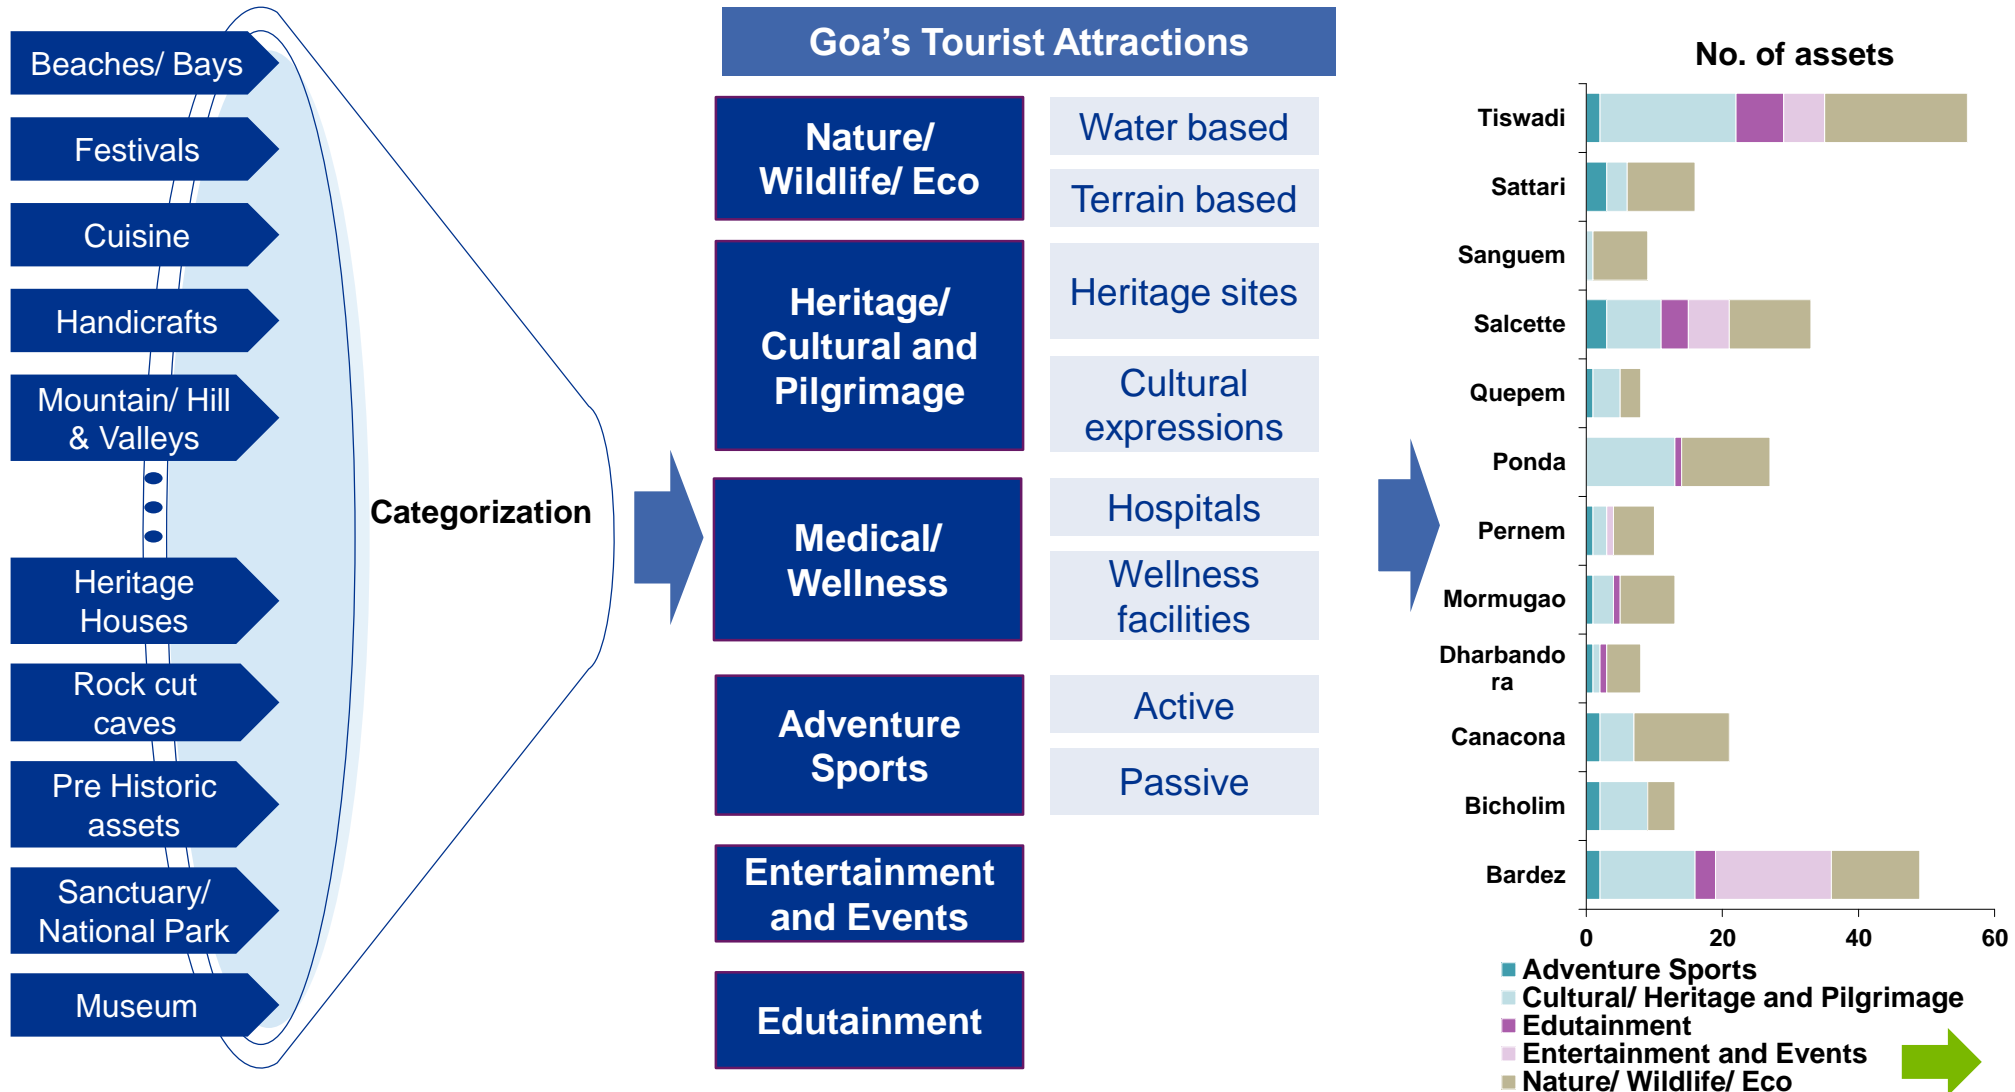 Beaches/ Bays
Festivals
Cuisine
Handicrafts
Mountain/ Hill
& Valleys
Heritage
Houses
Rock cut
caves
Pre Historic
assets
Sanctuary/
National Park
Museum
Categorization
Goa's Tourist Attractions
Nature/
Wildlife/ Eco
Water based
Terrain based
Heritage/
Cultural and
Pilgrimage
Heritage sites
Cultural
expressions
Medical/
Wellness
Hospitals
Wellness
facilities
Adventure
Sports
Active
Passive
Entertainment
and Events
Edutainment
No. of assets
Tiswadi
Sattari
Sanguem
Salcette
Quepem
Ponda
Pernem
Mormugao
Dharbando
ra
Canacona
Bicholim
Bardez
0 20 40 60
Adventure Sports
Cultural/ Heritage and Pilgrimage
Edutainment
Entertainment and Events
Nature/ Wildlife/ Eco